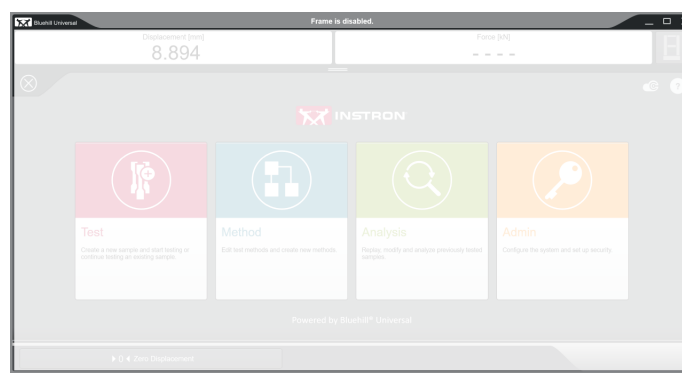 Bluehill Universal
Frame is disabled.
Displacement [mm]
Force [kN]
8.894
- - - -
INSTRON
Test
Create a new sample and start testing or
continue testing an existing sample.
Method
Edit test methods and create new methods.
Analysis
Replay, modify and analyze previously tested
samples.
Admin
Configure the system and set up security.
Powered by Bluehill® Universal
0 Zero Displacement